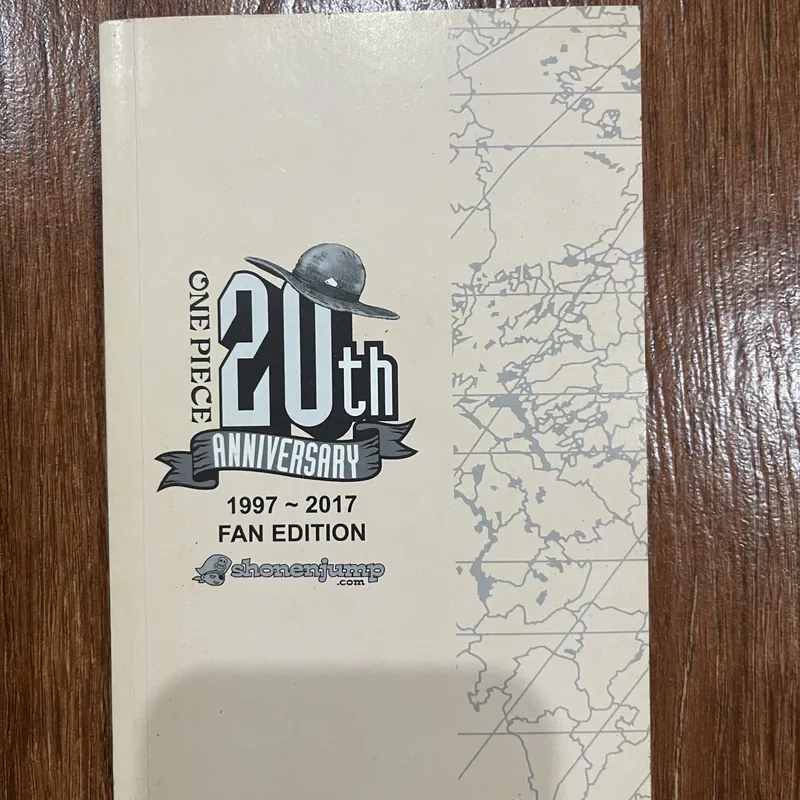 ONE PIECE
20th
ANNIVERSARY
1997 ~ 2017
FAN EDITION
shonenjump
.com